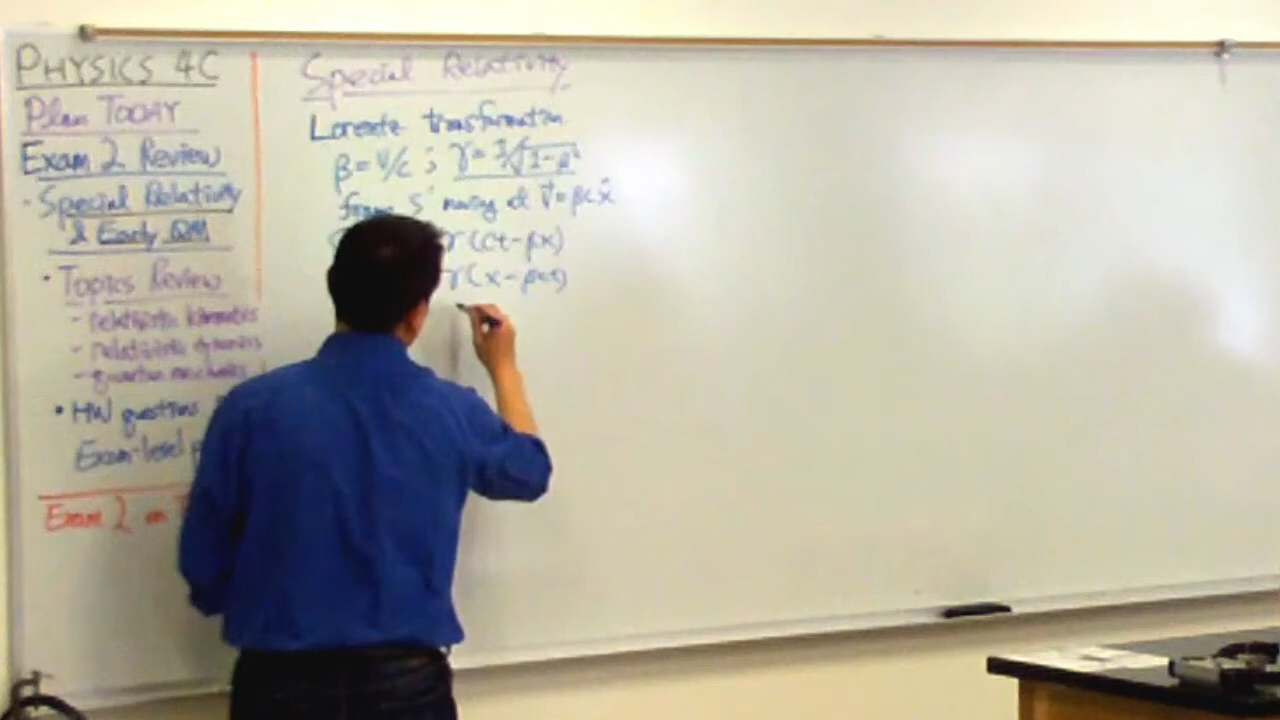 PHYSICS 4C
Plan TODAY
Exam 2 Review
- Special Relativity
& Early QM
• Topics Review
- relativistic kinematics
- relativistic dynamics
- quantum mechanics
• HW questions
Exam-level
Exam 2 on
Special Relativity
Lorentz transformation
β = v/c ; γ = 1/√1-β²
frame S' moving at v⃗ = βc x̂
γ(ct-βx)
γ(x-βct)